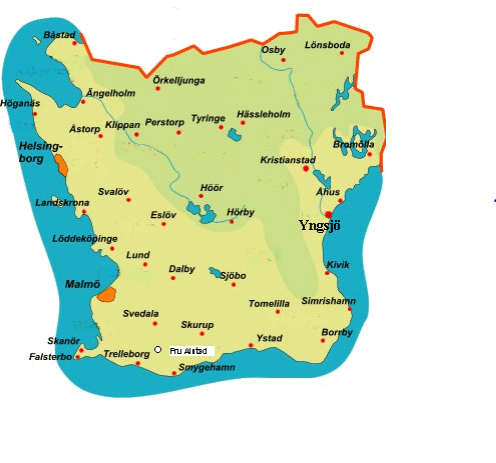 Båstad
Osby
Lönsboda
Örkelljunga
Ängelholm
Höganäs
Hässleholm
Tyringe
Perstorp
Klippan
Åstorp
Helsing-
borg
Bromölla
Kristianstad
Svalöv
Höör
Åhus
Landskrona
Eslöv
Hörby
Yngsjö
Löddeköpinge
Lund
Dalby
Sjöbo
Kivik
Malmö
Tomelilla
Simrishamn
Svedala
Skurup
Ystad
Borrby
Skanör
Falsterbo
Trelleborg
Fru Alstad
Smygehamn